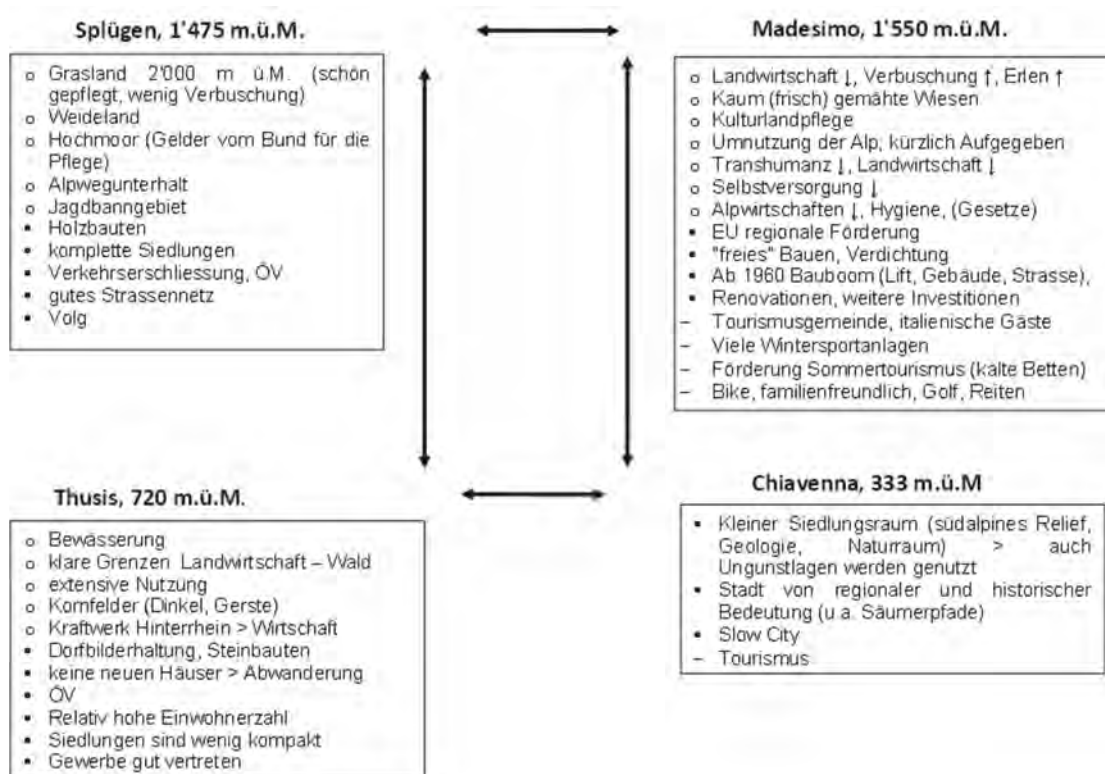 Splügen, 1'475 m.ü.M.
o Grasland 2'000 m ü.M. (schön
gepflegt, wenig Verbuschung)
o Weideland
o Hochmoor (Gelder vom Bund für die
Pflege)
o Alpwegunterhalt
o Jagdbanngebiet
▪ Holzbauten
▪ komplette Siedlungen
▪ Verkehrserschliessung, ÖV
▪ gutes Strassennetz
▪ Volg
Madesimo, 1'550 m.ü.M.
o Landwirtschaft ↓, Verbuschung ↑, Erlen ↑
o Kaum (frisch) gemähte Wiesen
o Kulturlandpflege
o Umnutzung der Alp; kürzlich Aufgegeben
o Transhumanz ↓, Landwirtschaft ↓
o Selbstversorgung ↓
o Alpwirtschaften ↓, Hygiene, (Gesetze)
▪ EU regionale Förderung
▪ "freies" Bauen, Verdichtung
▪ Ab 1960 Bauboom (Lift, Gebäude, Strasse),
▪ Renovationen, weitere Investitionen
– Tourismusgemeinde, italienische Gäste
– Viele Wintersportanlagen
– Förderung Sommertourismus (kalte Betten)
– Bike, familienfreundlich, Golf, Reiten
Thusis, 720 m.ü.M.
o Bewässerung
o klare Grenzen Landwirtschaft – Wald
o extensive Nutzung
o Kornfelder (Dinkel, Gerste)
o Kraftwerk Hinterrhein > Wirtschaft
▪ Dorfbilderhaltung, Steinbauten
▪ keine neuen Häuser > Abwanderung
▪ ÖV
▪ Relativ hohe Einwohnerzahl
▪ Siedlungen sind wenig kompakt
▪ Gewerbe gut vertreten
Chiavenna, 333 m.ü.M
▪ Kleiner Siedlungsraum (südalpines Relief,
Geologie, Naturraum) > auch
Ungunstlagen werden genutzt
▪ Stadt von regionaler und historischer
Bedeutung (u.a. Säumerpfade)
▪ Slow City
– Tourismus